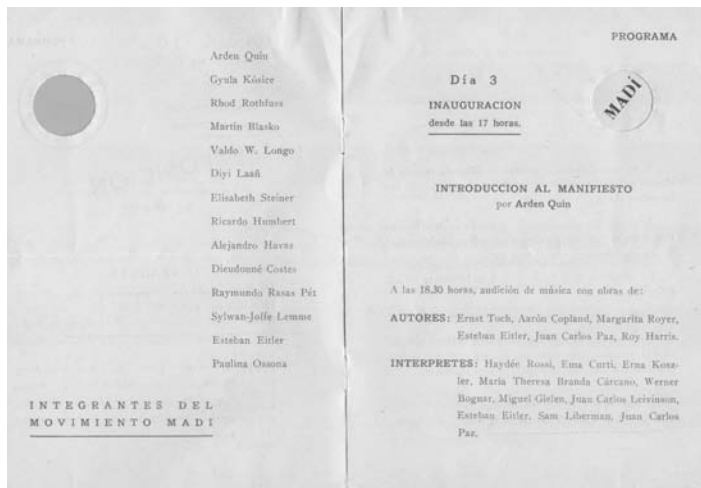 Arden Quin
Gyula Kósice
Rhod Rothfuss
Martín Blasko
Valdo W. Longo
Diyi Laañ
Elisabeth Steiner
Ricardo Humbert
Alejandro Havas
Dieudonné Costes
Raymundo Rasas Pét
Sylwan-Joffe Lemme
Esteban Eitler
Paulina Ossona
INTEGRANTES DEL
MOVIMIENTO MADI
PROGRAMA
Día 3
MADÍ
INAUGURACION
desde las 17 horas.
INTRODUCCION AL MANIFIESTO
por Arden Quin
A las 18.30 horas, audición de música con obras de:
AUTORES: Ernst Toch, Aarón Copland, Margarita Royer,
Esteban Eitler, Juan Carlos Paz, Roy Harris.
INTERPRETES: Haydée Rossi, Ema Curti, Erna Kosz-
ler, María Theresa Branda Cárcano, Werner
Bognar, Miguel Gielen, Juan Carlos Leivinson,
Esteban Eitler, Sam Liberman, Juan Carlos
Paz.